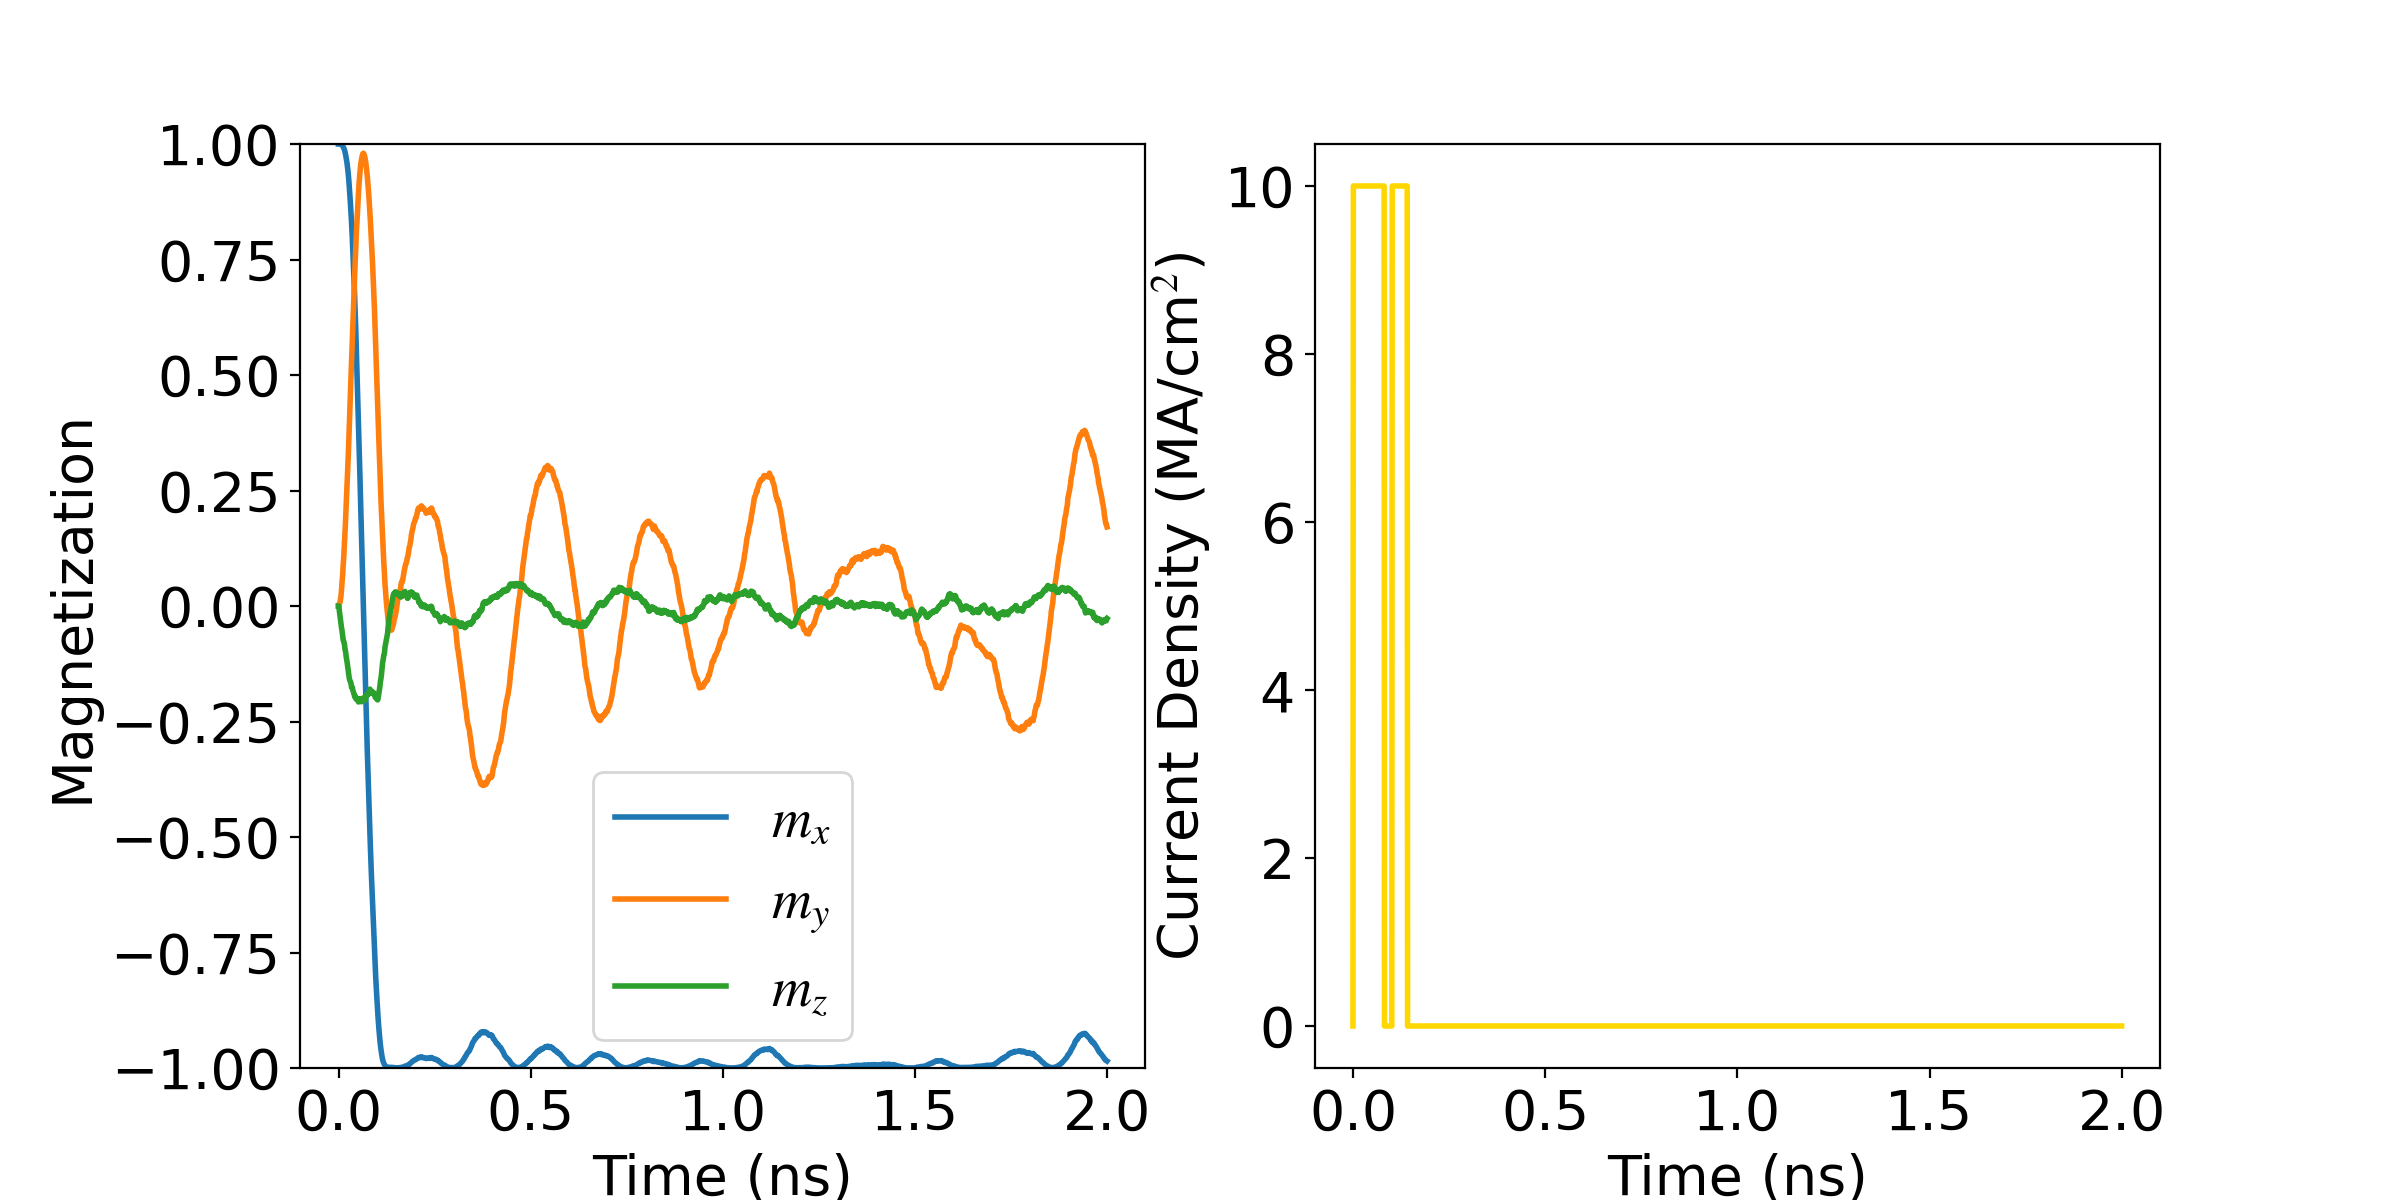 Magnetization
1.00
0.75
0.50
0.25
0.00
−0.25
−0.50
−0.75
−1.00
0.0 0.5 1.0 1.5 2.0
Time (ns)
m_x
m_y
m_z
Current Density (MA/cm²)
10
8
6
4
2
0
0.0 0.5 1.0 1.5 2.0
Time (ns)